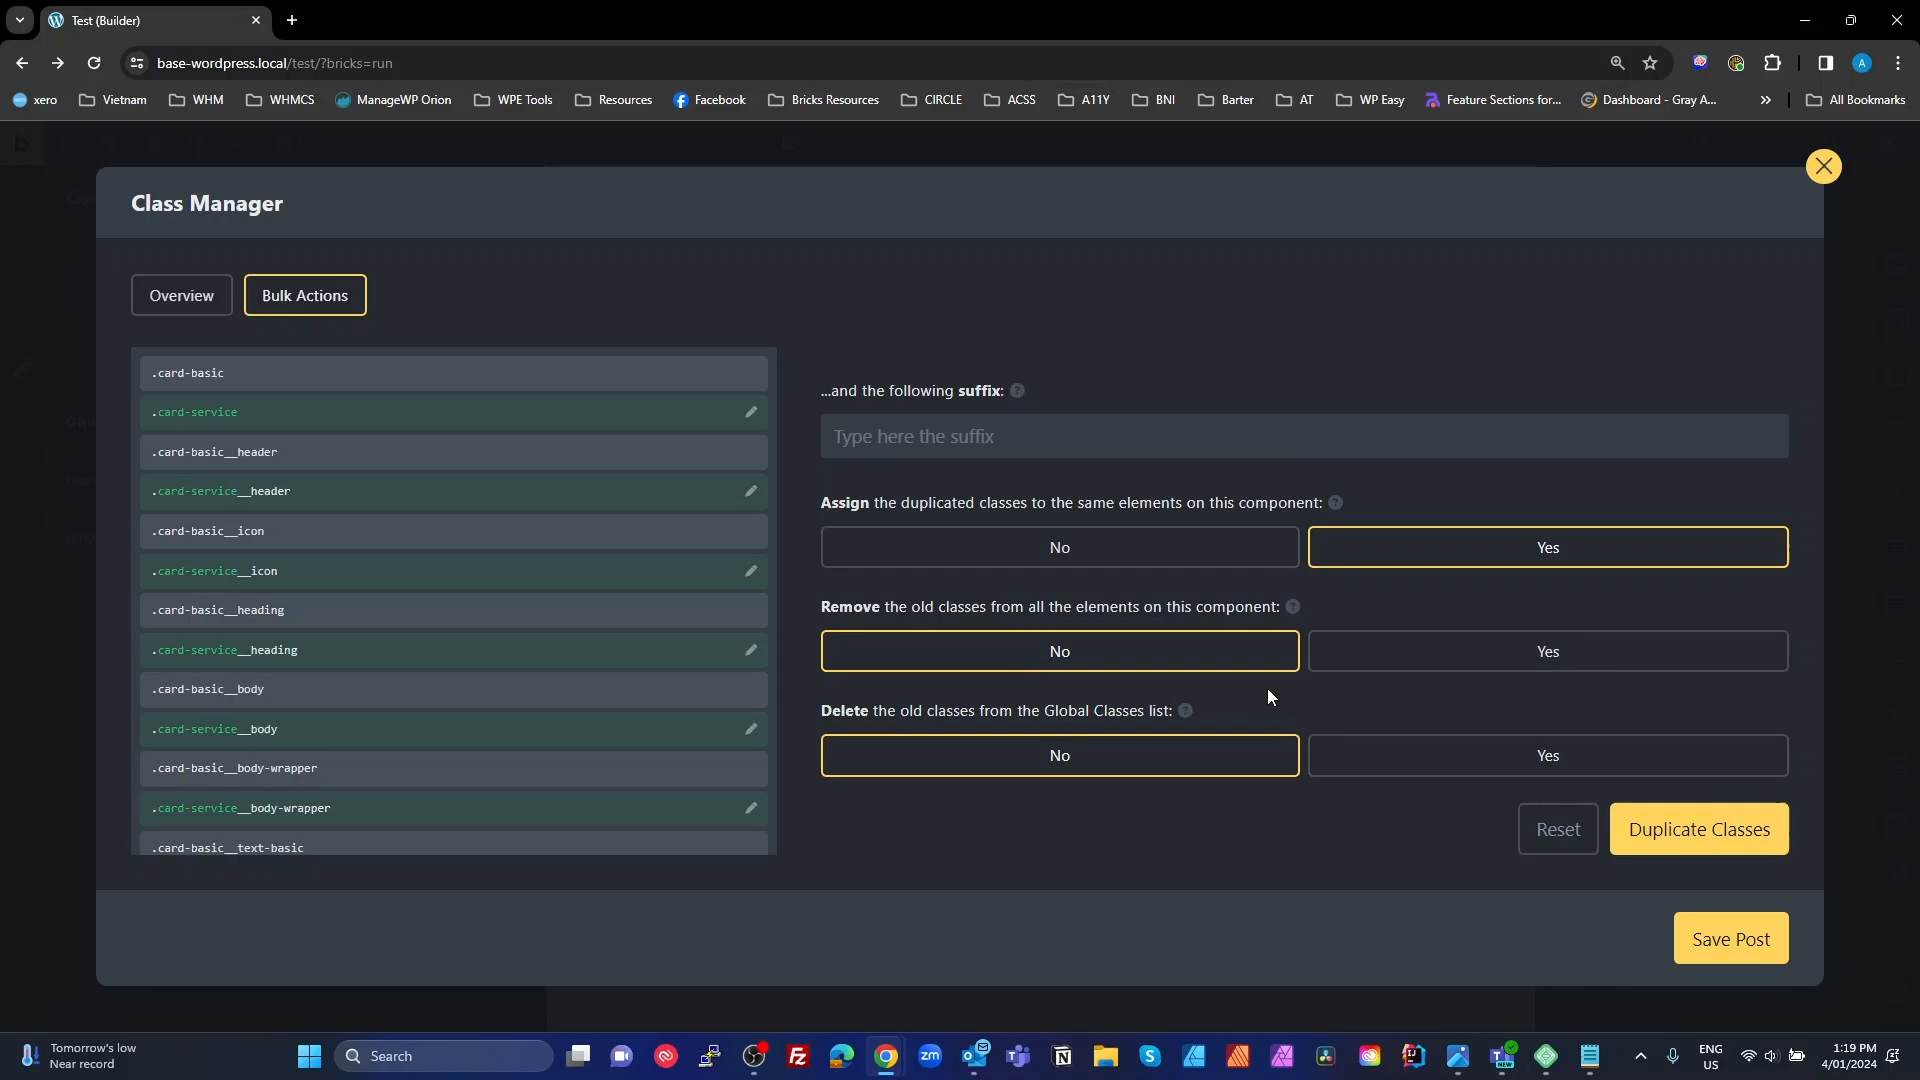 Test (Builder)
base-wordpress.local/test/?bricks=run
xero
Vietnam
WHM
WHMCS
ManageWP Orion
WPE Tools
Resources
Facebook
Bricks Resources
CIRCLE
ACSS
A11Y
BNI
Barter
AT
WP Easy
Feature Sections for...
Dashboard - Gray A...
»
All Bookmarks
Class Manager
Overview
Bulk Actions
.card-basic
.card-service
.card-basic__header
.card-service__header
.card-basic__icon
.card-service__icon
.card-basic__heading
.card-service__heading
.card-basic__body
.card-service__body
.card-basic__body-wrapper
.card-service__body-wrapper
.card-basic__text-basic
...and the following suffix:
Type here the suffix
Assign the duplicated classes to the same elements on this component:
No
Yes
Remove the old classes from all the elements on this component:
No
Yes
Delete the old classes from the Global Classes list:
No
Yes
Reset
Duplicate Classes
Save Post
Tomorrow's low
Near record
Search
ENG
US
1:19 PM
4/01/2024